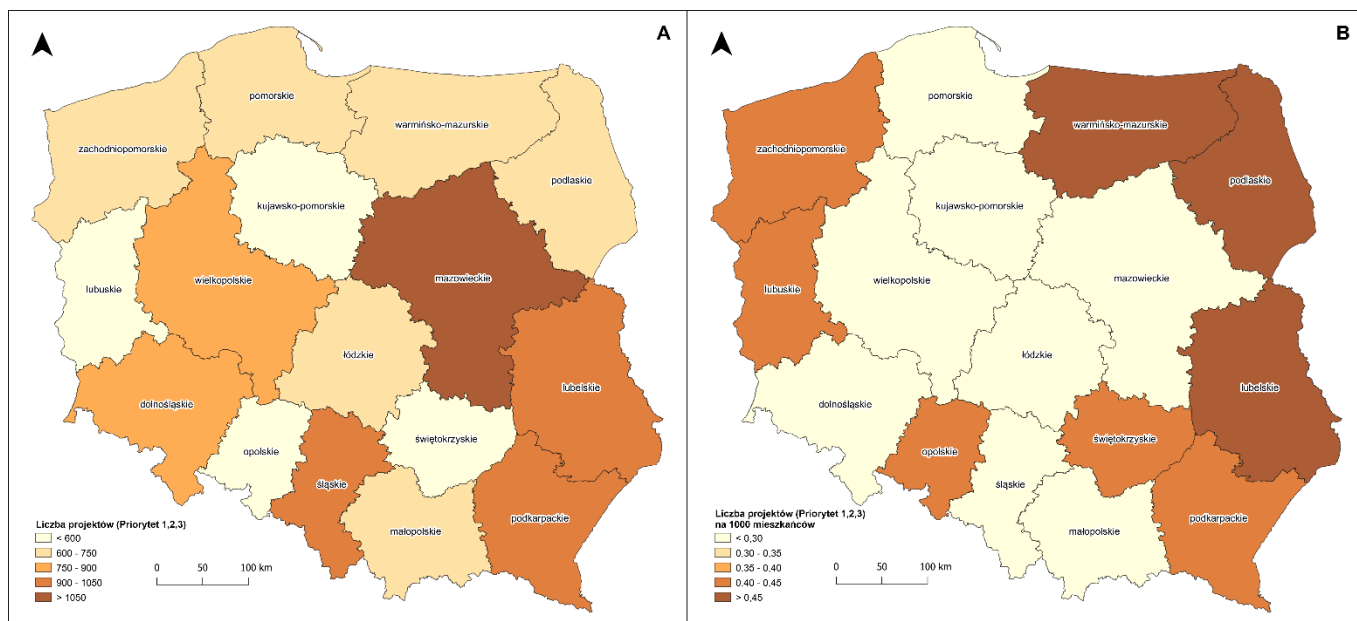 A
pomorskie
warmińsko-mazurskie
zachodniopomorskie
podlaskie
kujawsko-pomorskie
mazowieckie
wielkopolskie
lubuskie
łódzkie
lubelskie
dolnośląskie
świętokrzyskie
opolskie
śląskie
podkarpackie
małopolskie
Liczba projektów (Priorytet 1,2,3)
< 600
600 - 750
750 - 900
900 - 1050
> 1050
0 50 100 km
B
pomorskie
warmińsko-mazurskie
zachodniopomorskie
podlaskie
kujawsko-pomorskie
mazowieckie
wielkopolskie
lubuskie
łódzkie
lubelskie
dolnośląskie
świętokrzyskie
opolskie
śląskie
podkarpackie
małopolskie
Liczba projektów (Priorytet 1,2,3)
na 1000 mieszkańców
< 0,30
0.30 - 0,35
0,35 - 0,40
0,40 - 0,45
> 0,45
0 50 100 km